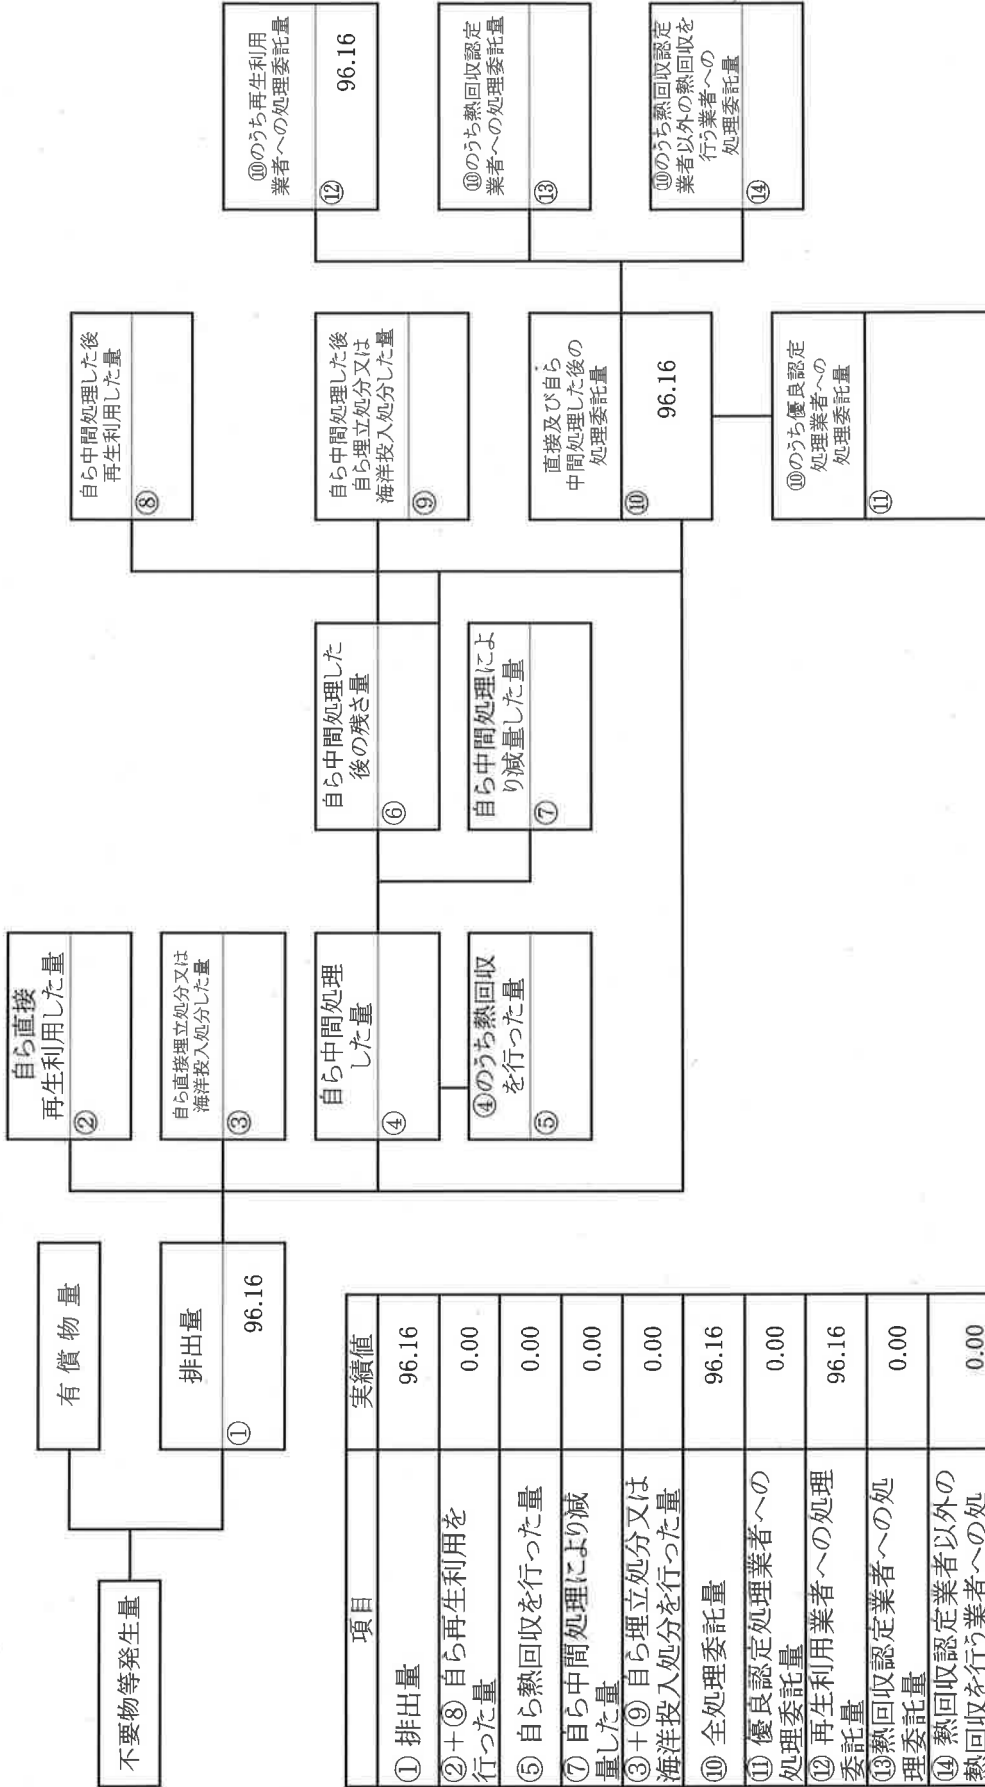 不要物等発生量
有償物量
排出量
①
96.16
自ら直接
再生利用した量
②
自ら直接埋立処分又は
海洋投入処分した量
③
自ら中間処理
した量
④
④のうち熱回収
を行った量
⑤
自ら中間処理した
後の残さ量
⑥
自ら中間処理によ
り減量した量
⑦
自ら中間処理した後
再生利用した量
⑧
自ら中間処理した後
自ら埋立処分又は
海洋投入処分した量
⑨
直接及び自ら
中間処理した後の
処理委託量
⑩
96.16
⑩のうち優良認定
処理業者への
処理委託量
⑪
⑩のうち再生利用
業者への処理委託量
⑫
96.16
⑩のうち熱回収認定
業者への処理委託量
⑬
⑩のうち熱回収認定
業者以外の熱回収を
行う業者への
処理委託量
⑭
項目 実績値
①排出量 96.16
②+⑧自ら再生利用を
行った量 0.00
⑤自ら熱回収を行った量 0.00
⑦自ら中間処理により減
量した量 0.00
③+⑨自ら埋立処分又は
海洋投入処分を行った量 0.00
⑩全処理委託量 96.16
⑪優良認定処理業者への
処理委託量 0.00
⑫再生利用業者への処理
委託量 96.16
⑬熱回収認定業者への処
理委託量 0.00
⑭熱回収認定業者以外の
熱回収を行う業者への処 0.00